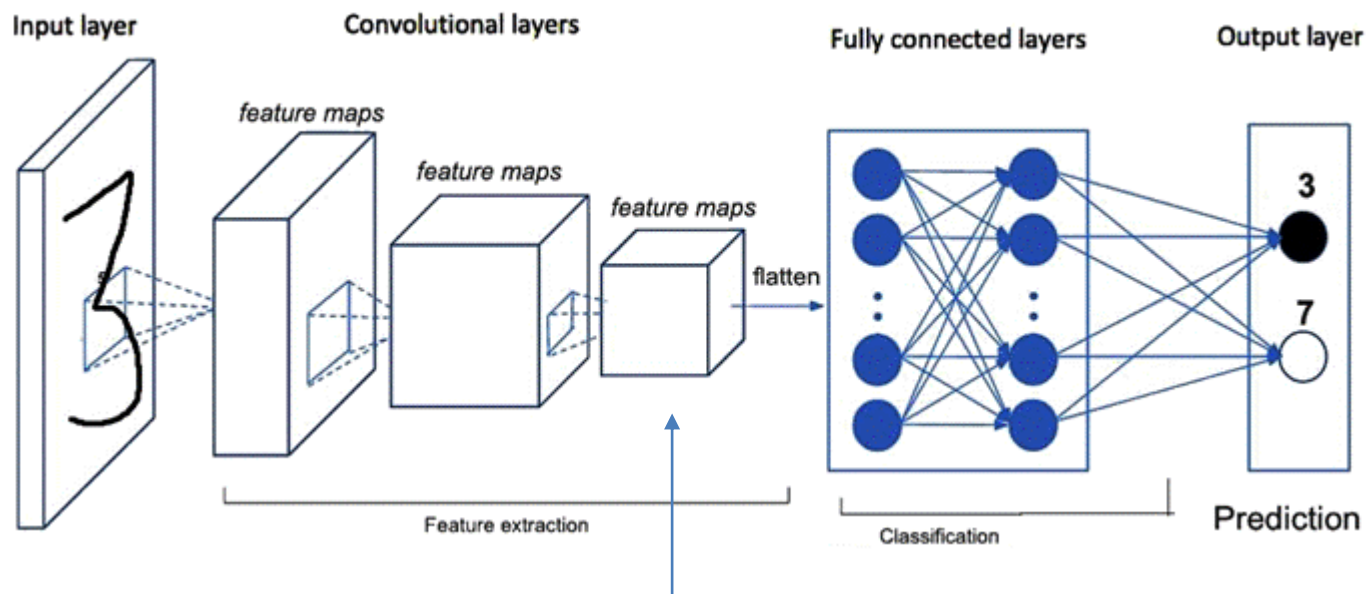 Input layer
Convolutional layers
Fully connected layers
Output layer
feature maps
feature maps
feature maps
flatten
3
7
Feature extraction
Classification
Prediction